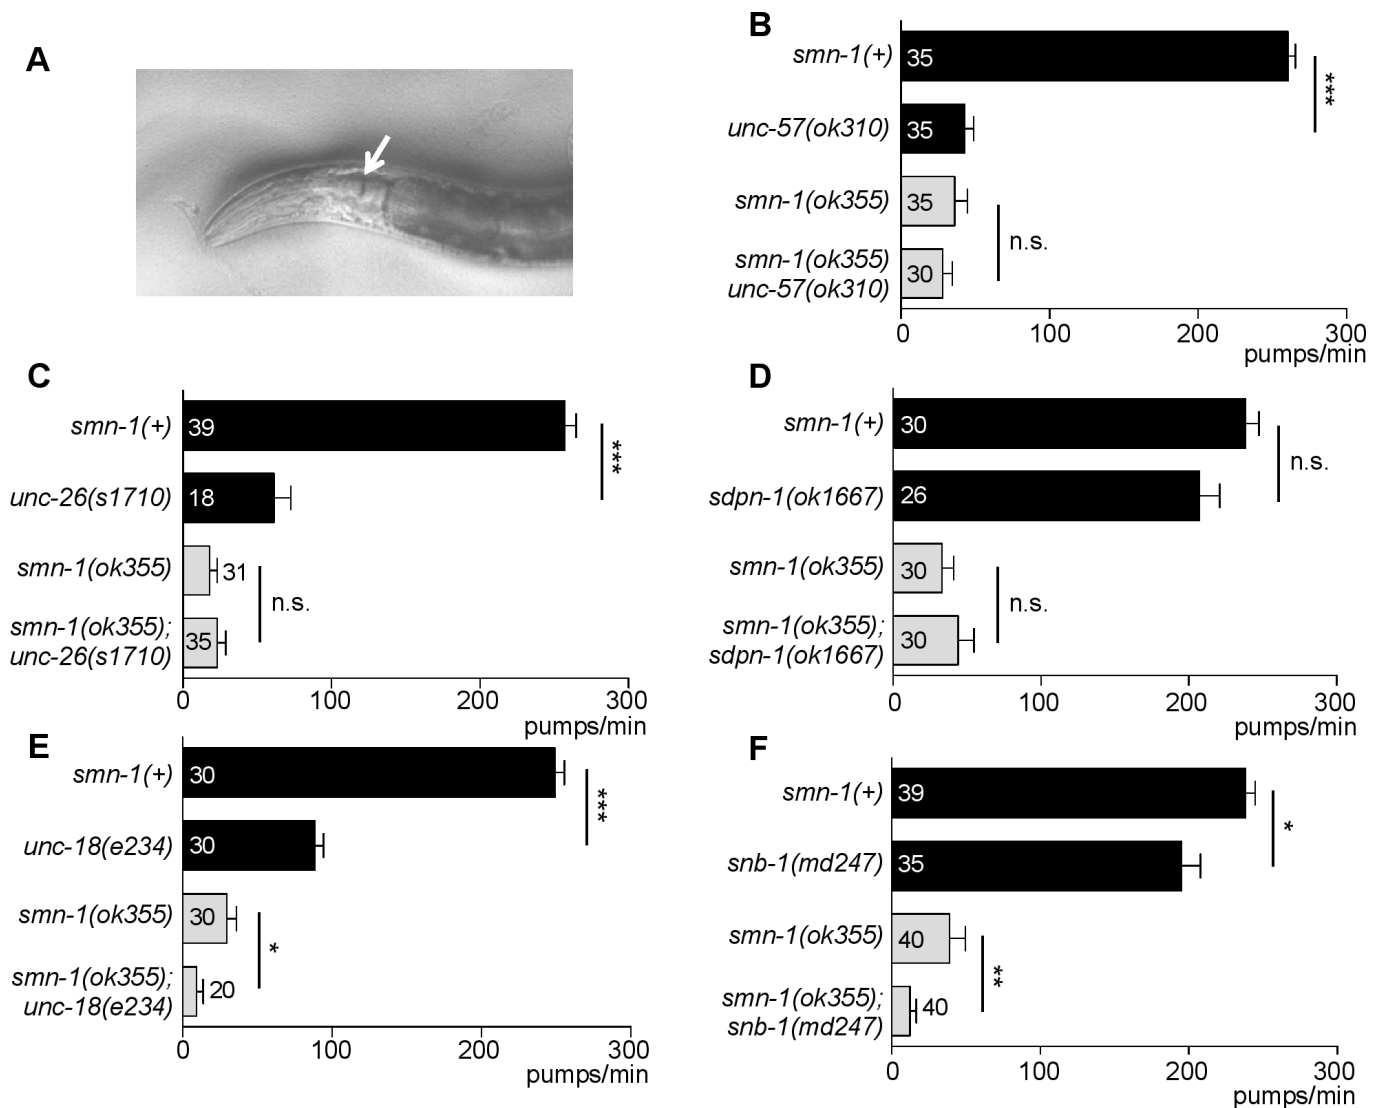 A
B
smn-1(+)
35
***
unc-57(ok310)
35
smn-1(ok355)
35
n.s.
smn-1(ok355)
unc-57(ok310)
30
0 100 200 300
pumps/min
C
smn-1(+)
39
***
unc-26(s1710)
18
smn-1(ok355)
31
n.s.
smn-1(ok355);
unc-26(s1710)
35
0 100 200 300
pumps/min
D
smn-1(+)
30
n.s.
sdpn-1(ok1667)
26
smn-1(ok355)
30
n.s.
smn-1(ok355);
sdpn-1(ok1667)
30
0 100 200 300
pumps/min
E
smn-1(+)
30
***
unc-18(e234)
30
smn-1(ok355)
30
*
smn-1(ok355);
unc-18(e234)
20
0 100 200 300
pumps/min
F
smn-1(+)
39
*
snb-1(md247)
35
smn-1(ok355)
40
**
smn-1(ok355);
snb-1(md247)
40
0 100 200 300
pumps/min